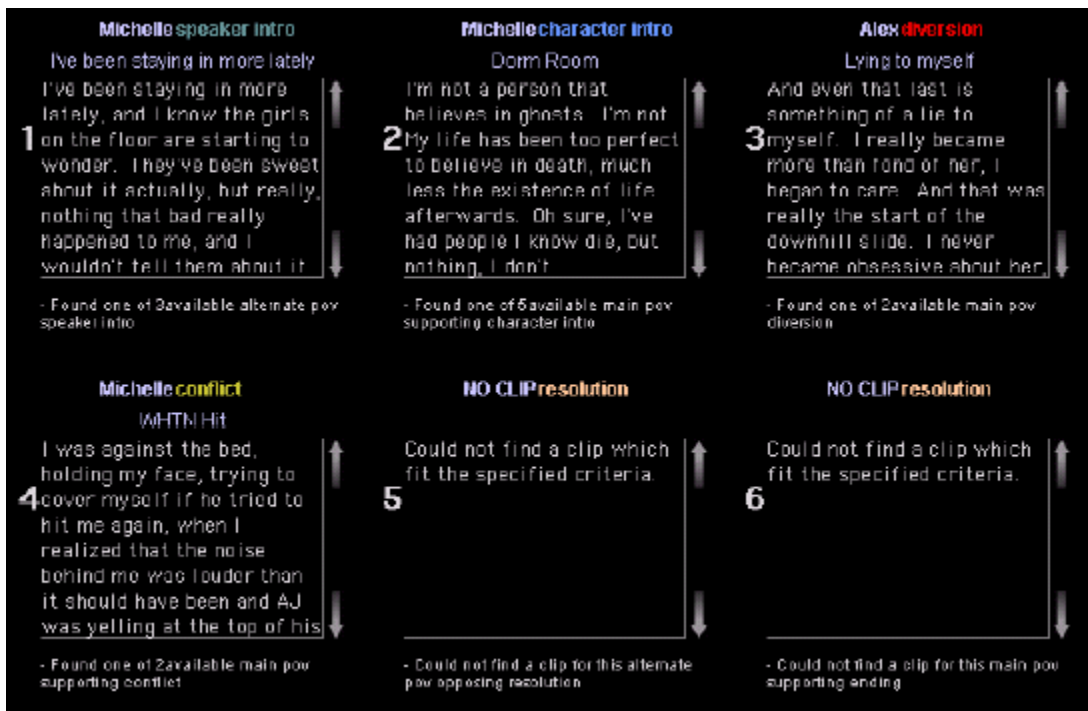 Michelle speaker intro
I've been staying in more lately
1
I've been staying in more
lately, and I know the girls
on the floor are starting to
wonder. They've been sweet
about it actually, but really,
nothing that bad really
happened to me, and I
wouldn't tell them about it
- Found one of 3available alternate pov
speaker intro
Michelle character intro
Dorm Room
2
I'm not a person that
believes in ghosts. I'm not
My life has been too perfect
to believe in death, much
less the existence of life
afterwards. Oh sure, I've
had people I know die, but
nothing, I don't
- Found one of 5available main pov
supporting character intro
Alex diversion
Lying to myself
3
And even that last is
something of a lie to
myself. I really became
more than fond of her, I
began to care. And that was
really the start of the
downhill slide. I never
became obsessive about her,
- Found one of 2available main pov
diversion
Michelle conflict
WHTN Hit
4
I was against the bed,
holding my face, trying to
cover myself if he tried to
hit me again, when I
realized that the noise
behind me was louder than
it should have been and AJ
was yelling at the top of his
- Found one of 2available main pov
supporting conflict
NO CLIP resolution
5
Could not find a clip which
fit the specified criteria.
- Could not find a clip for this alternate
pov opposing resolution
NO CLIP resolution
6
Could not find a clip which
fit the specified criteria.
- Could not find a clip for this main pov
supporting ending